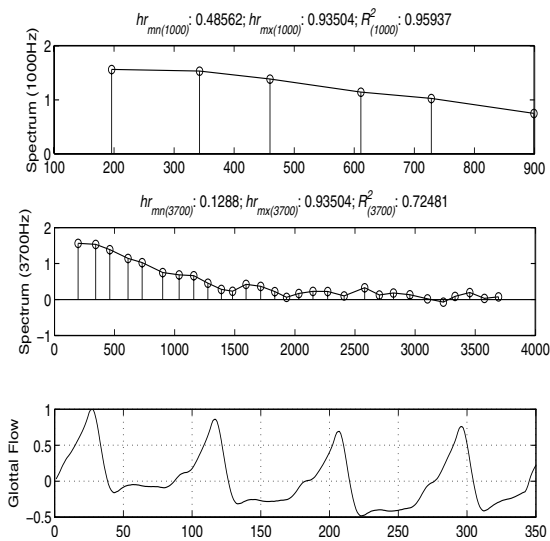 hr_mn(1000): 0.48562; hr_mx(1000): 0.93504; R²_(1000): 0.95937
Spectrum (1000Hz)
2
1
0
100 200 300 400 500 600 700 800 900
hr_mn(3700): 0.1288; hr_mx(3700): 0.93504; R²_(3700): 0.72481
Spectrum (3700Hz)
2
1
0
−1
0 500 1000 1500 2000 2500 3000 3500 4000
Glottal Flow
1
0.5
0
−0.5
0 50 100 150 200 250 300 350